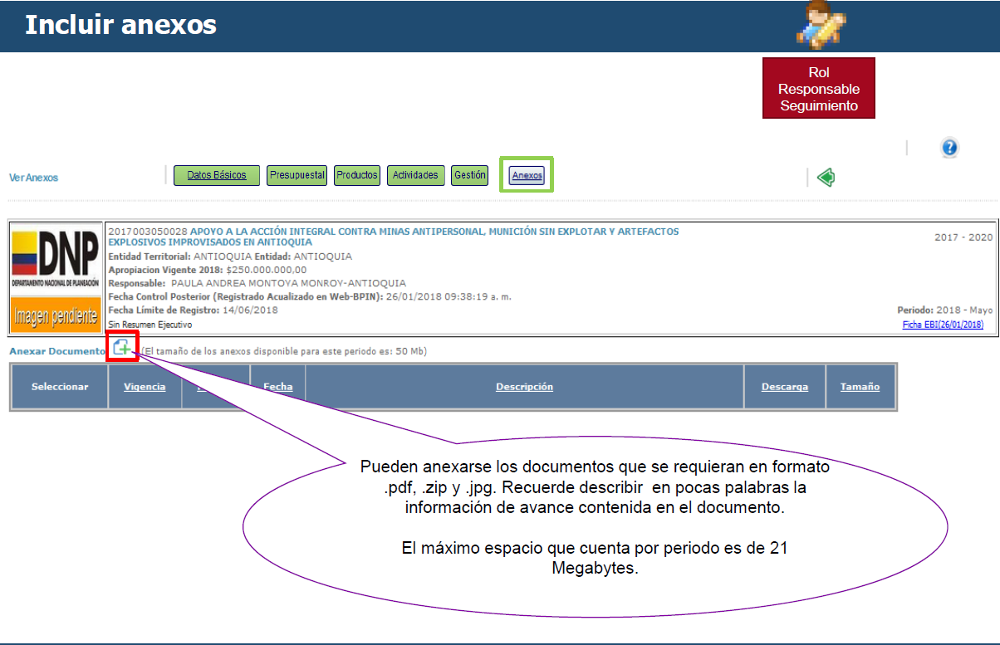 Incluir anexos
Rol
Responsable
Seguimiento
Ver Anexos
Datos Básicos
Presupuestal
Productos
Actividades
Gestión
Anexos
DNP
DEPARTAMENTO NACIONAL DE PLANEACIÓN
Imagen pendiente
2017003050028 APOYO A LA ACCIÓN INTEGRAL CONTRA MINAS ANTIPERSONAL, MUNICIÓN SIN EXPLOTAR Y ARTEFACTOS
EXPLOSIVOS IMPROVISADOS EN ANTIOQUIA
2017 - 2020
Entidad Territorial: ANTIOQUIA Entidad: ANTIOQUIA
Apropiacion Vigente 2018: $250.000.000,00
Responsable: PAULA ANDREA MONTOYA MONROY-ANTIOQUIA
Fecha Control Posterior (Registrado Acualizado en Web-BPIN): 26/01/2018 09:38:19 a. m.
Fecha Límite de Registro: 14/06/2018
Periodo: 2018 - Mayo
Sin Resumen Ejecutivo
Ficha EBI(26/01/2018)
Anexar Documento
(El tamaño de los anexos disponible para este periodo es: 50 Mb)
Seleccionar
Vigencia
Fecha
Descripción
Descarga
Tamaño
Pueden anexarse los documentos que se requieran en formato
.pdf, .zip y .jpg. Recuerde describir en pocas palabras la
información de avance contenida en el documento.
El máximo espacio que cuenta por periodo es de 21
Megabytes.